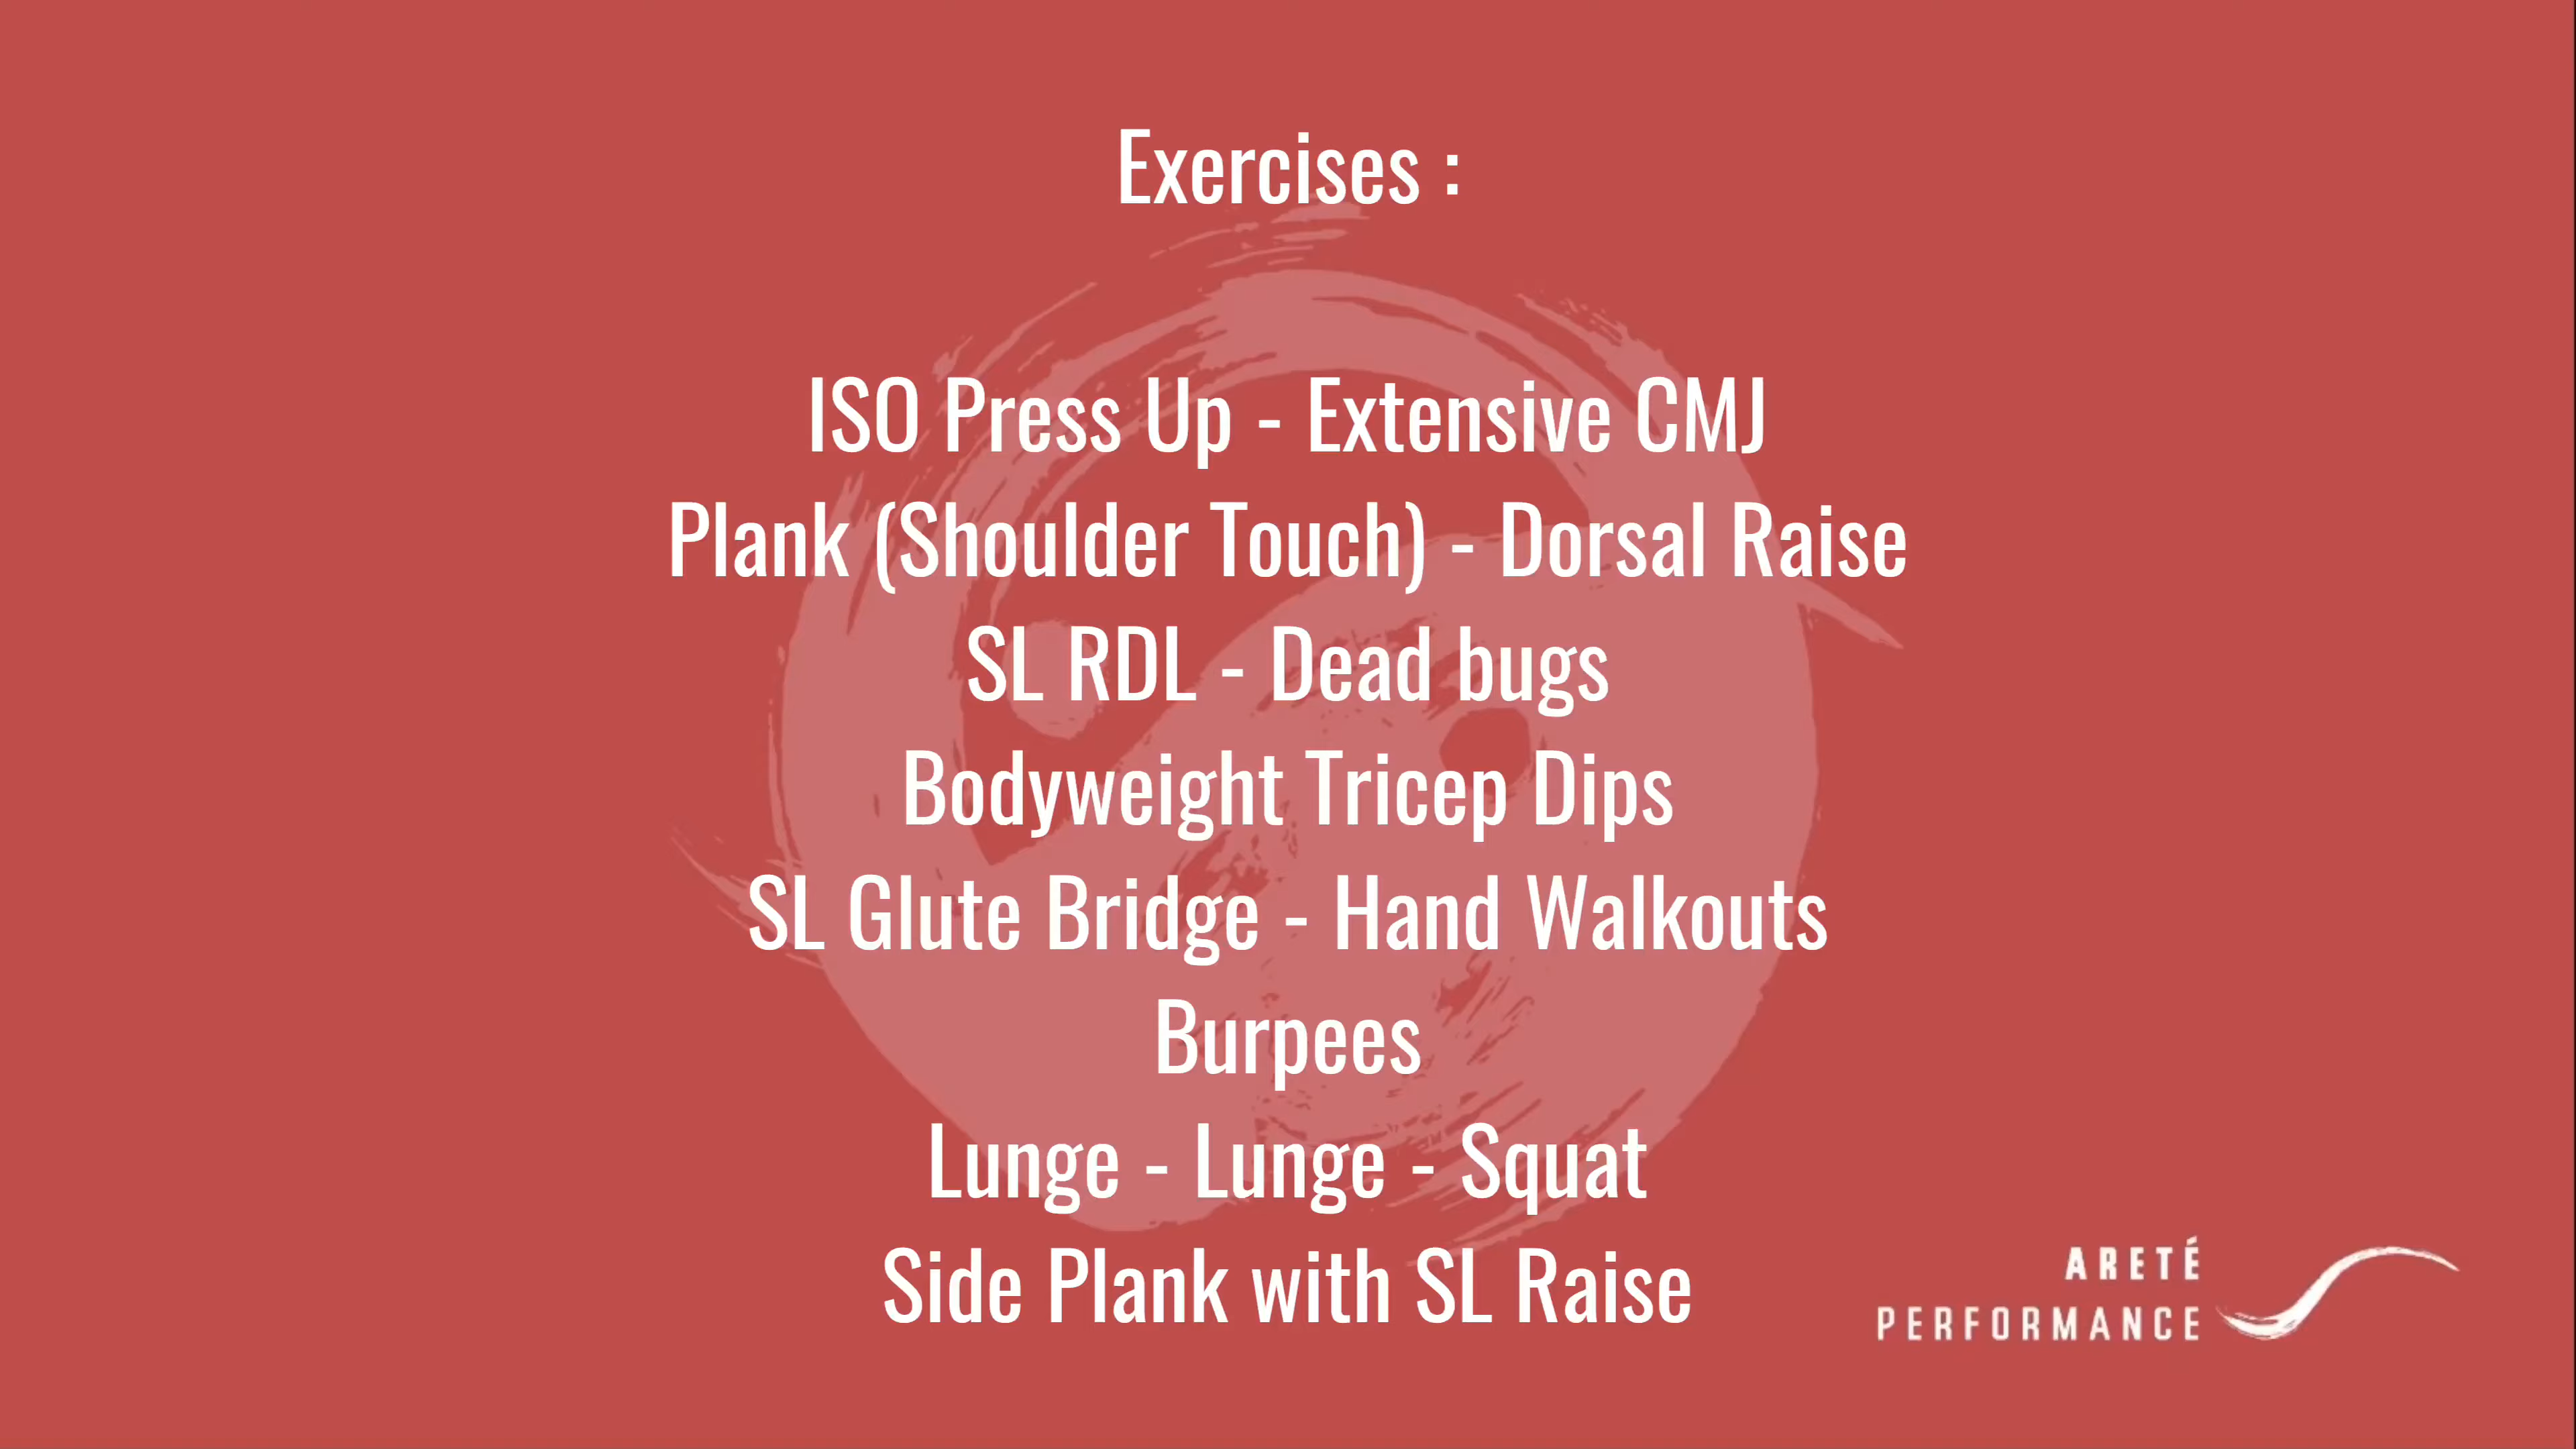 Exercises :
ISO Press Up - Extensive CMJ
Plank (Shoulder Touch) - Dorsal Raise
SL RDL - Dead bugs
Bodyweight Tricep Dips
SL Glute Bridge - Hand Walkouts
Burpees
Lunge - Lunge - Squat
Side Plank with SL Raise
ARETÉ
PERFORMANCE